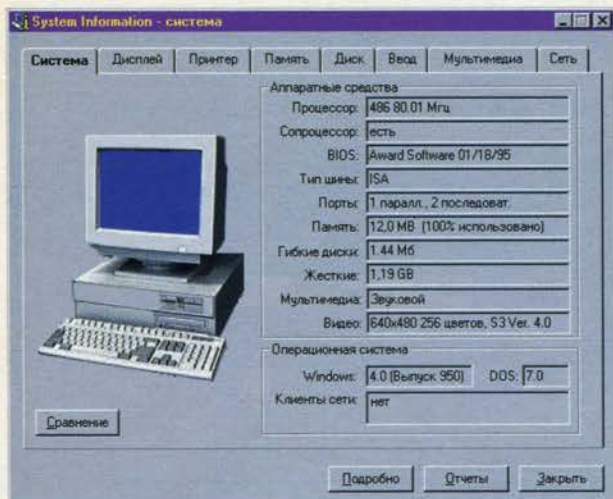 System Information - система
Система Дисплей Принтер Память Диск Ввод Мультимедиа Сеть
Аппаратные средства
Процессор: 486 80.01 Мгц
Сопроцессор: есть
BIOS: Award Software 01/18/95
Тип шины: ISA
Порты: 1 паралл., 2 последоват.
Память: 12,0 MB (100% использовано)
Гибкие диски: 1.44 Мб
Жесткие: 1,19 GB
Мультимедиа: Звуковой
Видео: 640x480 256 цветов, S3 Ver. 4.0
Операционная система
Windows: 4.0 (Выпуск 950) DOS: 7.0
Клиенты сети: нет
Сравнение
Подробно Отчеты Закрыть